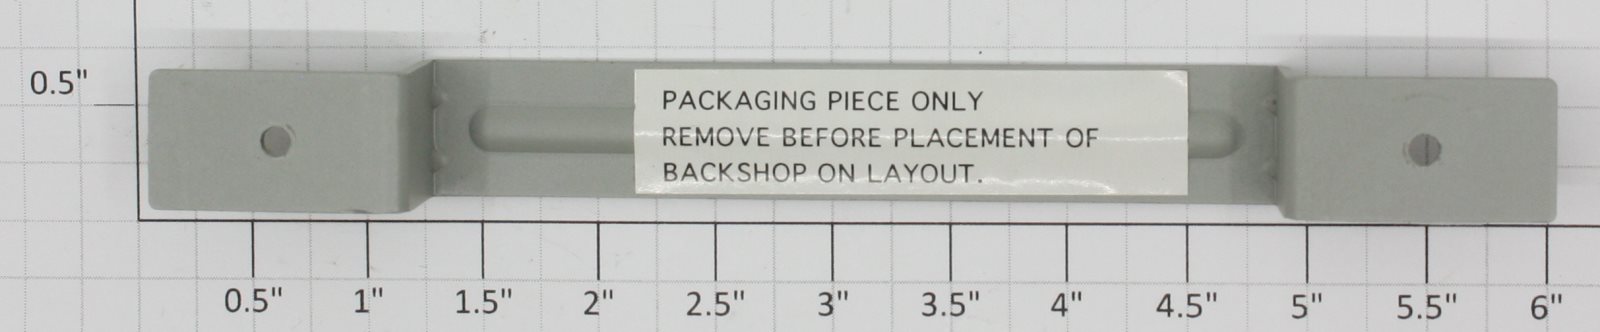 0.5"
PACKAGING PIECE ONLY
REMOVE BEFORE PLACEMENT OF
BACKSHOP ON LAYOUT.
0.5" 1" 1.5" 2" 2.5" 3" 3.5" 4" 4.5" 5" 5.5" 6"